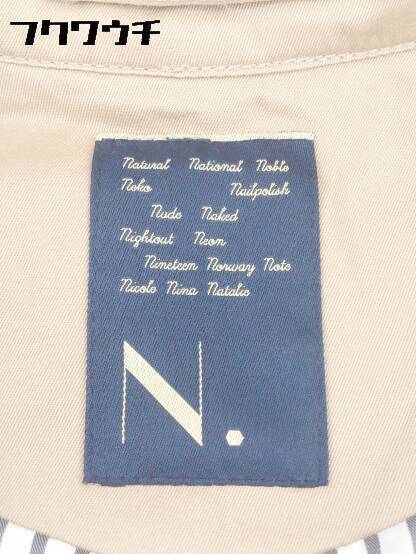 フクワウチ
Natural National Noble
Neko Nailpolish
Nude Naked
Nightout Neon
Nineteen Norway Note
Nicole Nina Natalie
N.